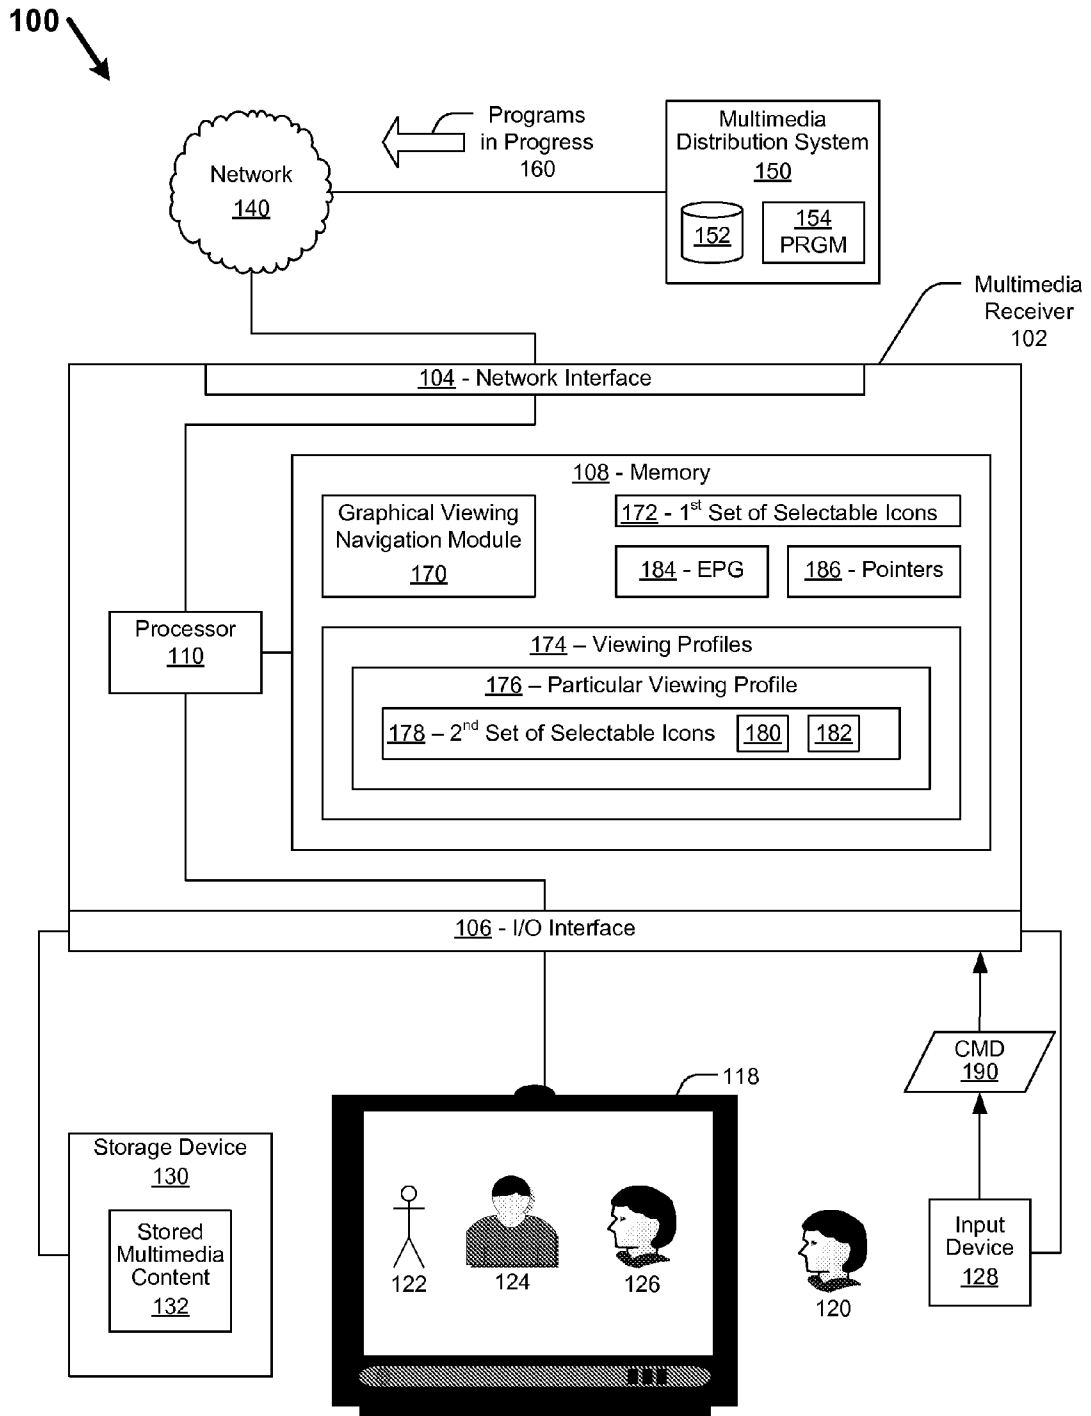 100
Programs
in Progress
160
Multimedia
Distribution System
150
152
154
PRGM
Network
140
Multimedia
Receiver
102
104 - Network Interface
108 - Memory
Graphical Viewing
Navigation Module
170
172 - 1st Set of Selectable Icons
184 - EPG
186 - Pointers
Processor
110
174 – Viewing Profiles
176 – Particular Viewing Profile
178 – 2nd Set of Selectable Icons
180
182
106 - I/O Interface
CMD
190
118
Storage Device
130
Stored
Multimedia
Content
132
122
124
126
120
Input
Device
128